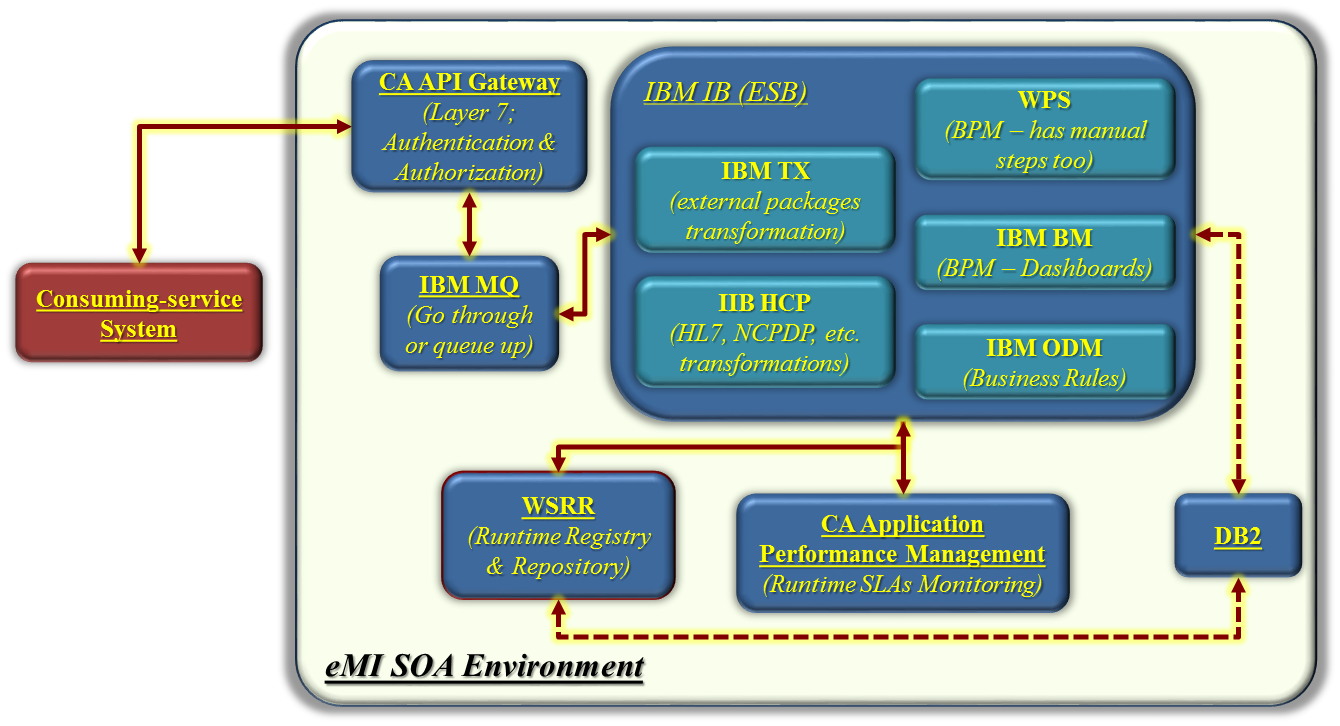 CA API Gateway
(Layer 7;
Authentication &
Authorization)
IBM IB (ESB)
WPS
(BPM – has manual
steps too)
IBM TX
(external packages
transformation)
IBM BM
(BPM – Dashboards)
Consuming-service
System
IBM MQ
(Go through
or queue up)
IIB HCP
(HL7, NCPDP, etc.
transformations)
IBM ODM
(Business Rules)
WSRR
(Runtime Registry
& Repository)
CA Application
Performance Management
(Runtime SLAs Monitoring)
DB2
eMI SOA Environment